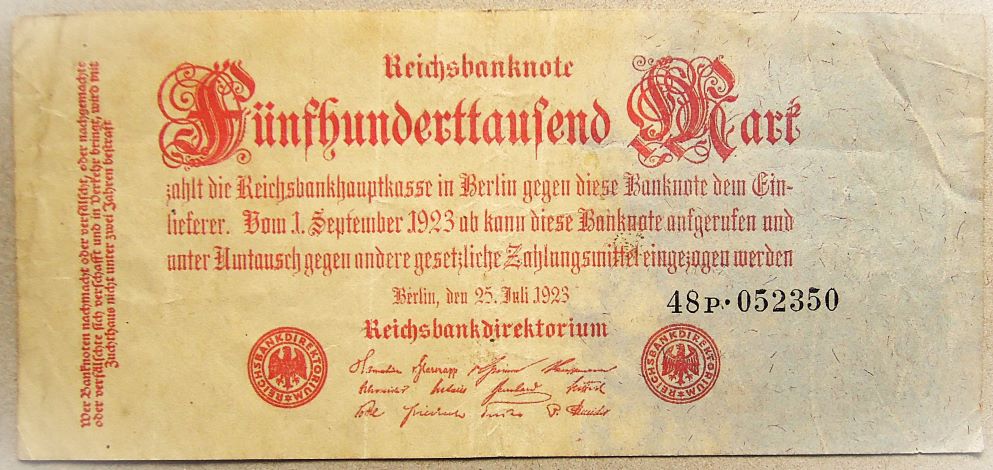 Reichsbanknote
Fünfhunderttausend Mark
zahlt die Reichsbankhauptkasse in Berlin gegen diese Banknote dem Ein-
lieferer. Vom 1. September 1923 ab kann diese Banknote aufgerufen und
unter Umtausch gegen andere gesetzliche Zahlungsmittel eingezogen werden
Berlin, den 25. Juli 1923
48P·052350
Reichsbankdirektorium
REICHSBANKDIREKTORIUM
REICHSBANKDIREKTORIUM
Wer Banknoten nachmacht oder verfälscht, oder nachgemachte
oder verfälschte sich verschafft und in Verkehr bringt, wird mit
Zuchthaus nicht unter zwei Jahren bestraft